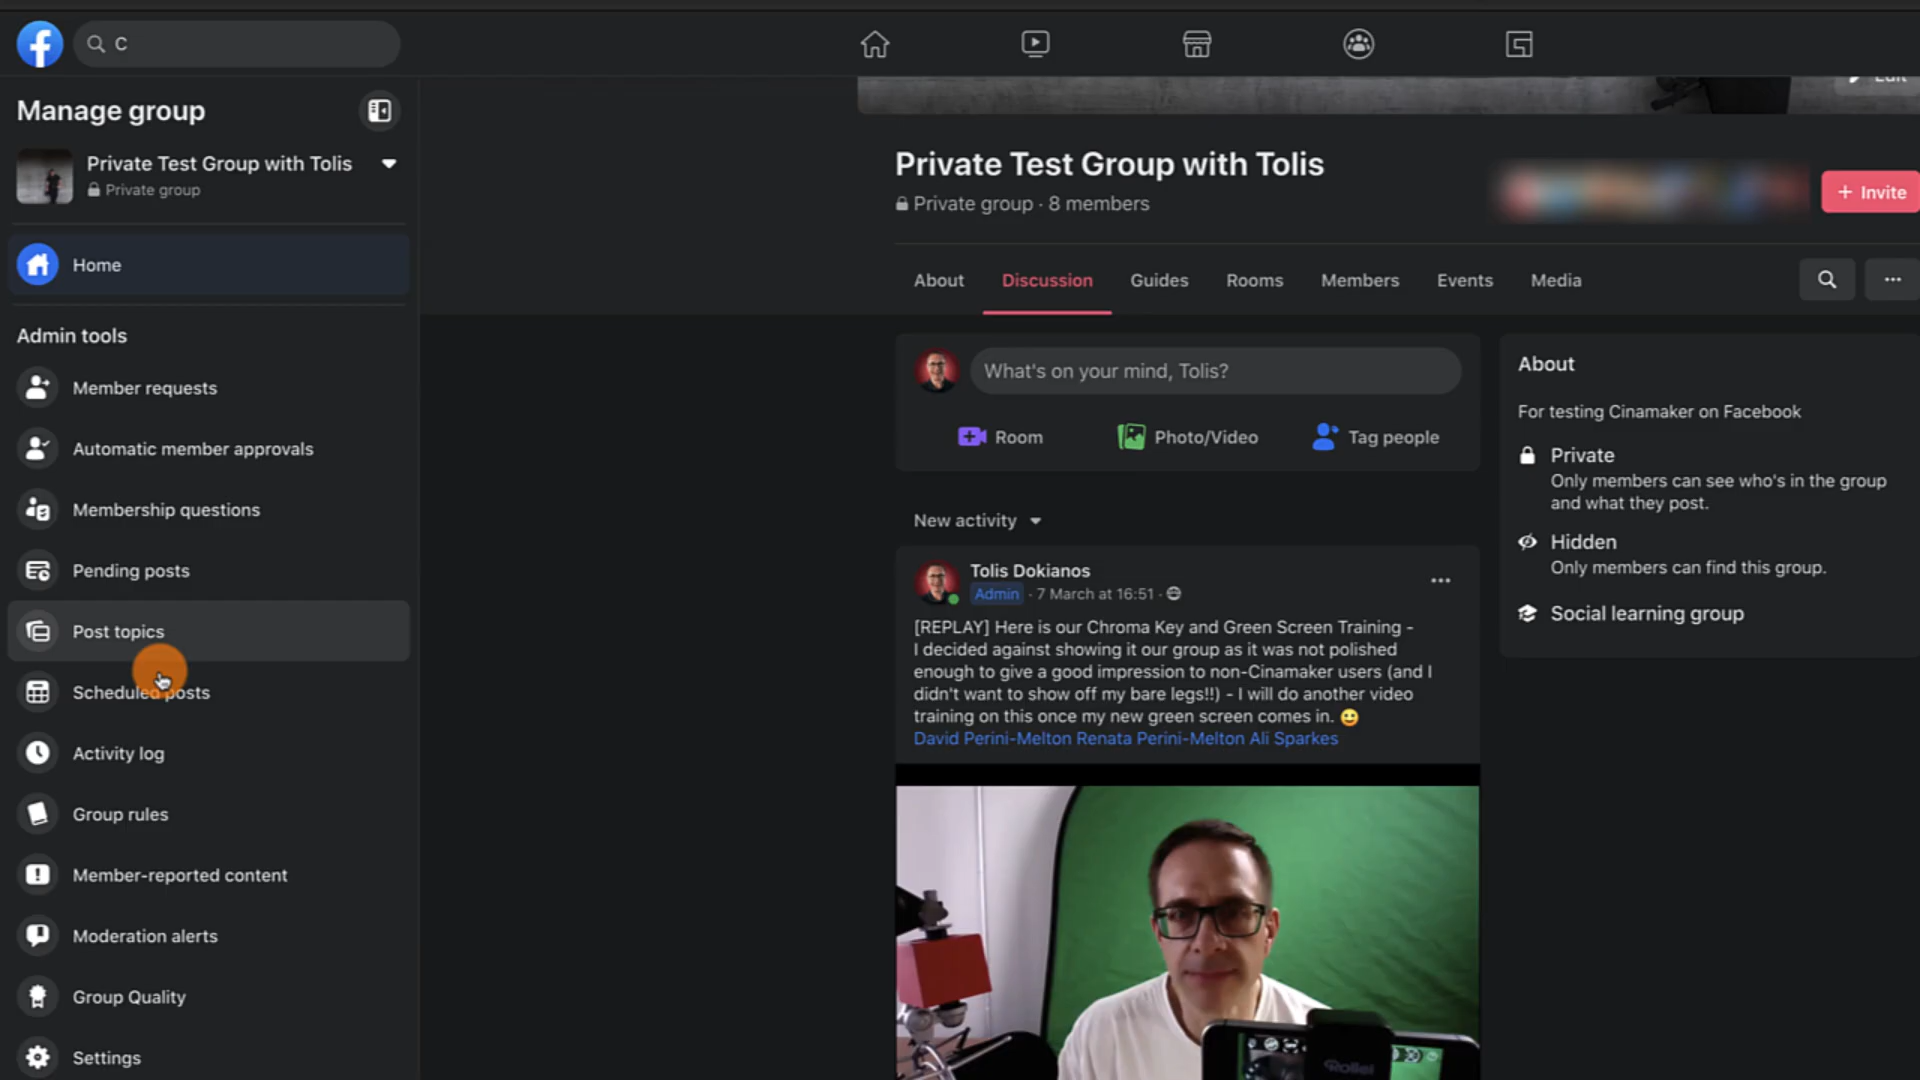 C
Manage group
Private Test Group with Tolis
Private group
Home
Admin tools
Member requests
Automatic member approvals
Membership questions
Pending posts
Post topics
Scheduled posts
Activity log
Group rules
Member-reported content
Moderation alerts
Group Quality
Settings
Edit
Private Test Group with Tolis
Private group · 8 members
+ Invite
About
Discussion
Guides
Rooms
Members
Events
Media
What's on your mind, Tolis?
Room
Photo/Video
Tag people
New activity
Tolis Dokianos
Admin · 7 March at 16:51 ·
[REPLAY] Here is our Chroma Key and Green Screen Training -
I decided against showing it our group as it was not polished
enough to give a good impression to non-Cinamaker users (and I
didn't want to show off my bare legs!!) - I will do another video
training on this once my new green screen comes in. 😀
David Perini-Melton Renata Perini-Melton Ali Sparkes
Rollei
About
For testing Cinamaker on Facebook
Private
Only members can see who's in the group
and what they post.
Hidden
Only members can find this group.
Social learning group